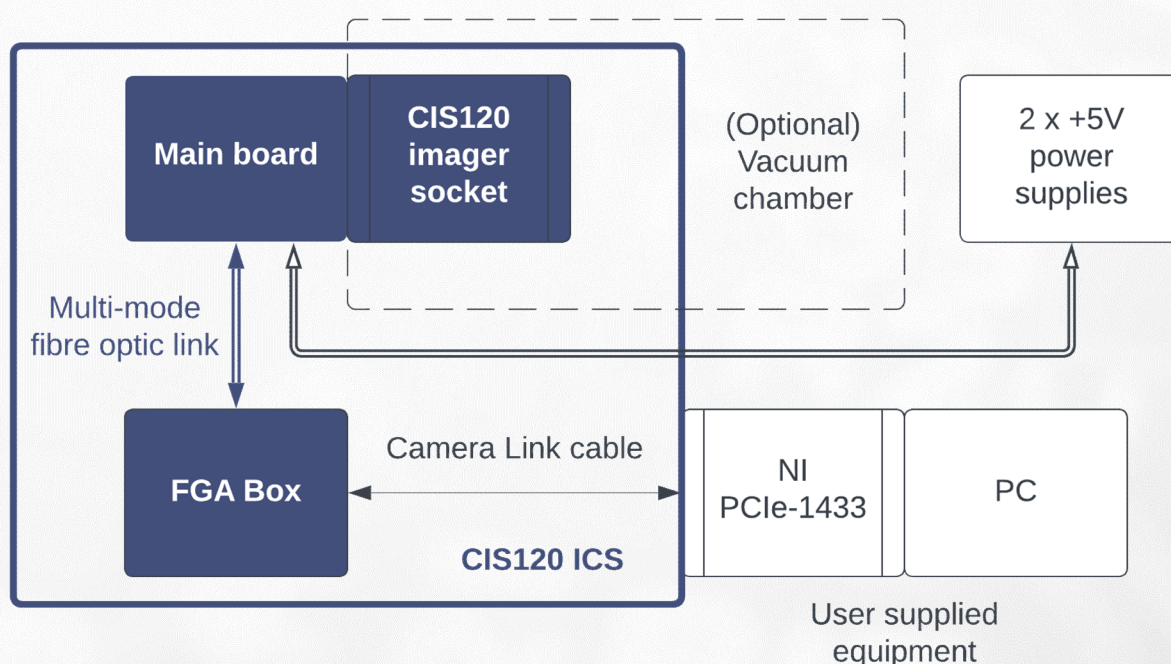 Main board
CIS120
imager
socket
(Optional)
Vacuum
chamber
2 x +5V
power
supplies
Multi-mode
fibre optic link
FGA Box
Camera Link cable
NI
PCIe-1433
PC
CIS120 ICS
User supplied
equipment